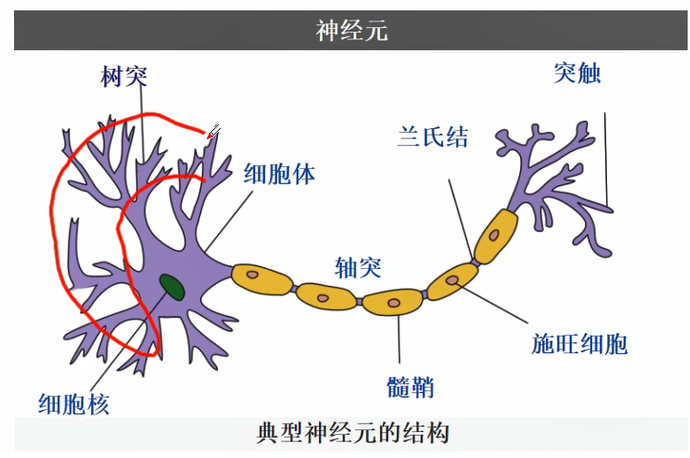 神经元
树突
突触
兰氏结
细胞体
轴突
施旺细胞
髓鞘
细胞核
典型神经元的结构